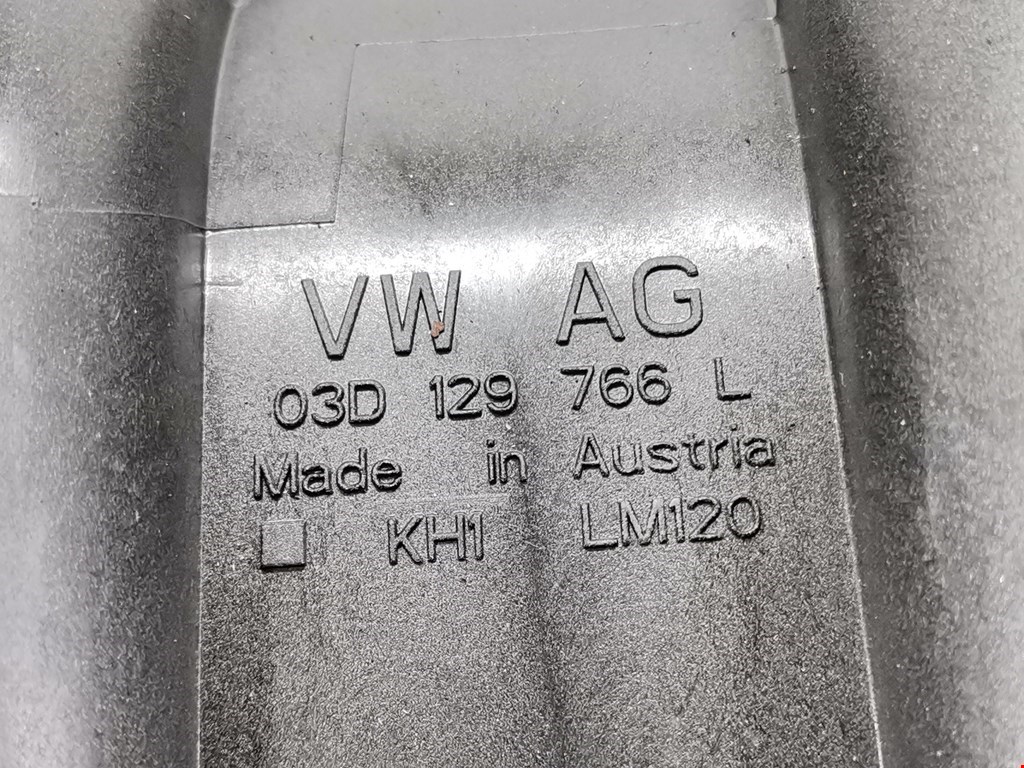 VW AG
03D 129 766 L
Made in Austria
KH1 LM120